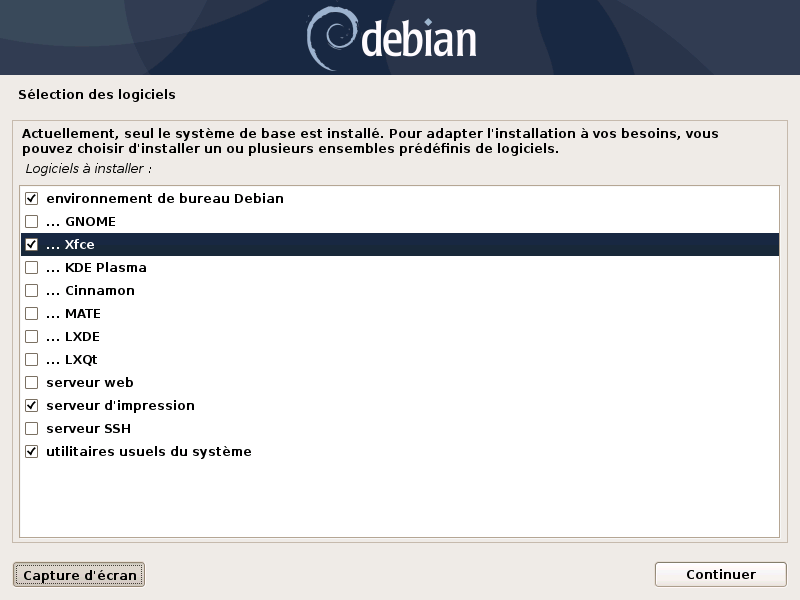 debian
Sélection des logiciels
Actuellement, seul le système de base est installé. Pour adapter l'installation à vos besoins, vous
pouvez choisir d'installer un ou plusieurs ensembles prédéfinis de logiciels.
Logiciels à installer :
environnement de bureau Debian
... GNOME
... Xfce
... KDE Plasma
... Cinnamon
... MATE
... LXDE
... LXQt
serveur web
serveur d'impression
serveur SSH
utilitaires usuels du système
Capture d'écran
Continuer